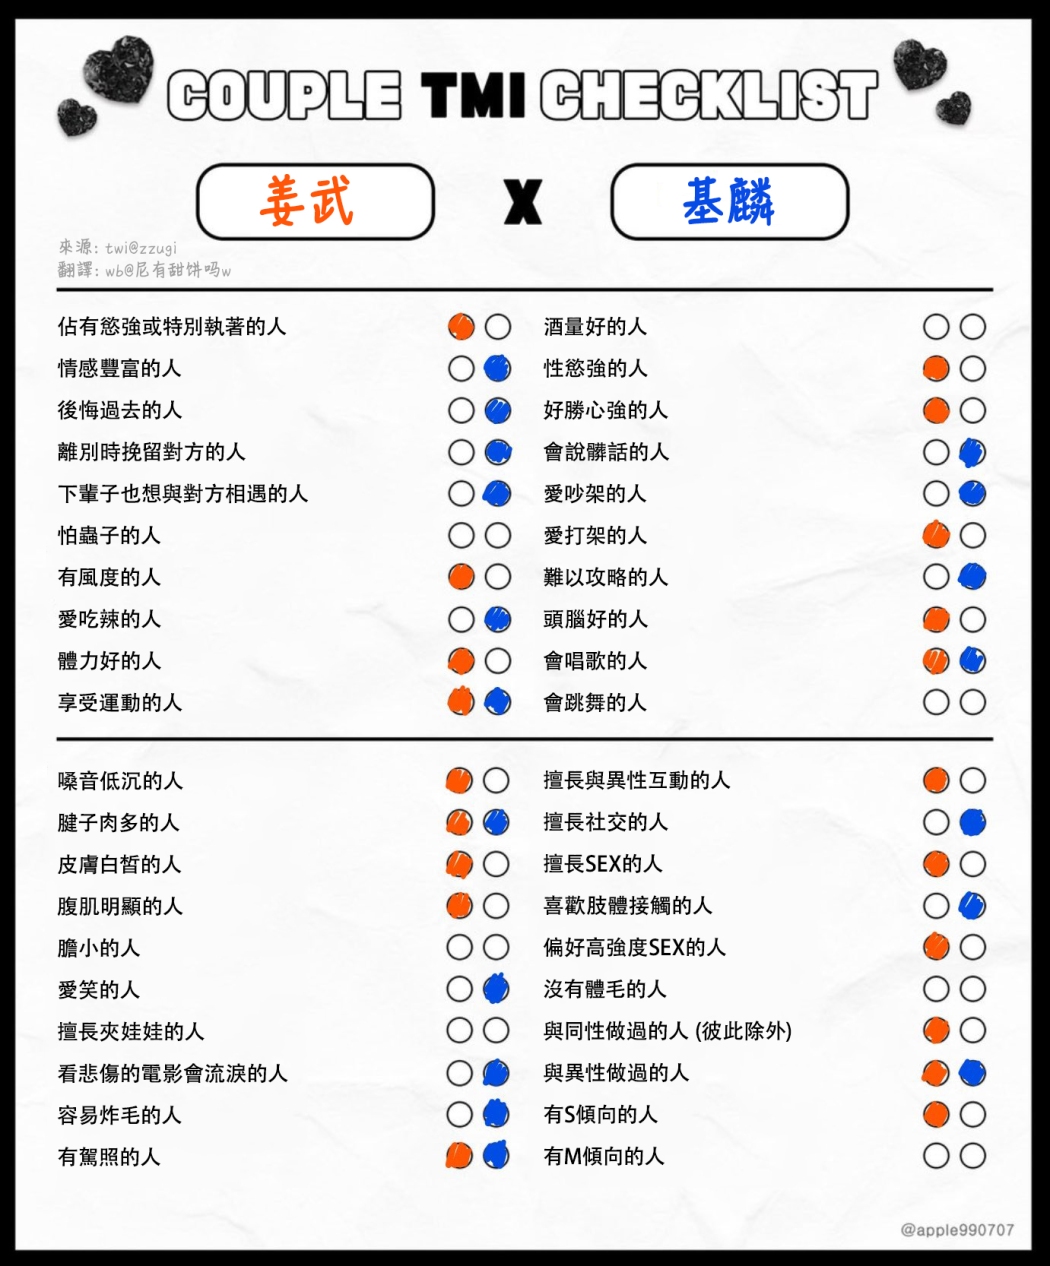 COUPLE TMI CHECKLIST
姜武 X 基麟
來源: twi@zzugi
翻譯: wb@尼有甜饼吗w
佔有慾強或特別執著的人
情感豐富的人
後悔過去的人
離別時挽留對方的人
下輩子也想與對方相遇的人
怕蟲子的人
有風度的人
愛吃辣的人
體力好的人
享受運動的人
酒量好的人
性慾強的人
好勝心強的人
會說髒話的人
愛吵架的人
愛打架的人
難以攻略的人
頭腦好的人
會唱歌的人
會跳舞的人
嗓音低沉的人
腱子肉多的人
皮膚白皙的人
腹肌明顯的人
膽小的人
愛笑的人
擅長夾娃娃的人
看悲傷的電影會流淚的人
容易炸毛的人
有駕照的人
擅長與異性互動的人
擅長社交的人
擅長SEX的人
喜歡肢體接觸的人
偏好高強度SEX的人
沒有體毛的人
與同性做過的人 (彼此除外)
與異性做過的人
有S傾向的人
有M傾向的人
@apple990707